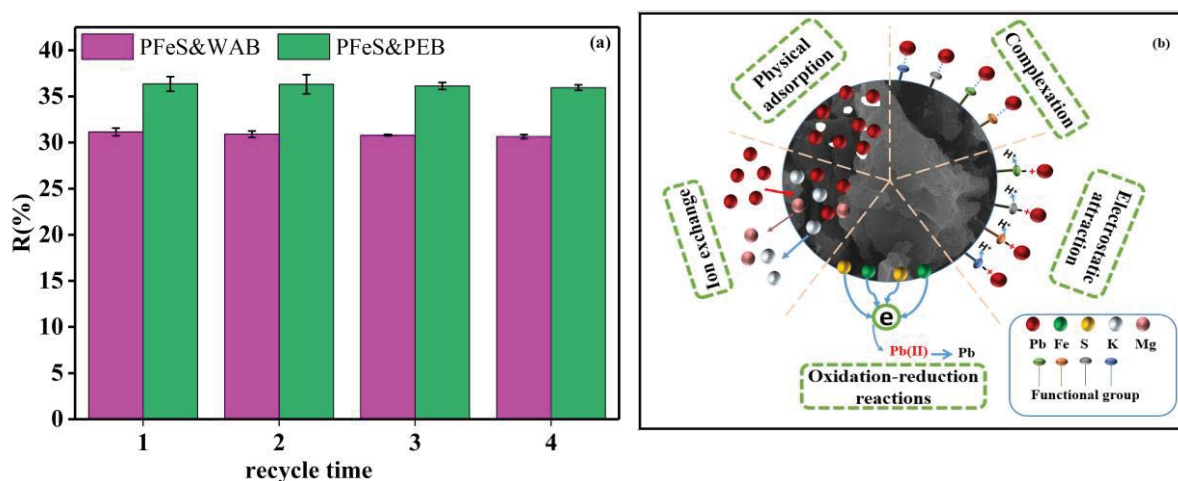 PFeS&WAB PFeS&PEB
(a)
40
35
30
25
20
15
10
5
0
R(%)
1 2 3 4
recycle time
(b)
Physical
adsorption
Complexation
Ion exchange
Electrostatic
attraction
H⁺
H⁺
H⁺
H⁺
+
+
+
+
e
Pb(II) Pb
Oxidation-reduction
reactions
Pb Fe S K Mg
Functional group